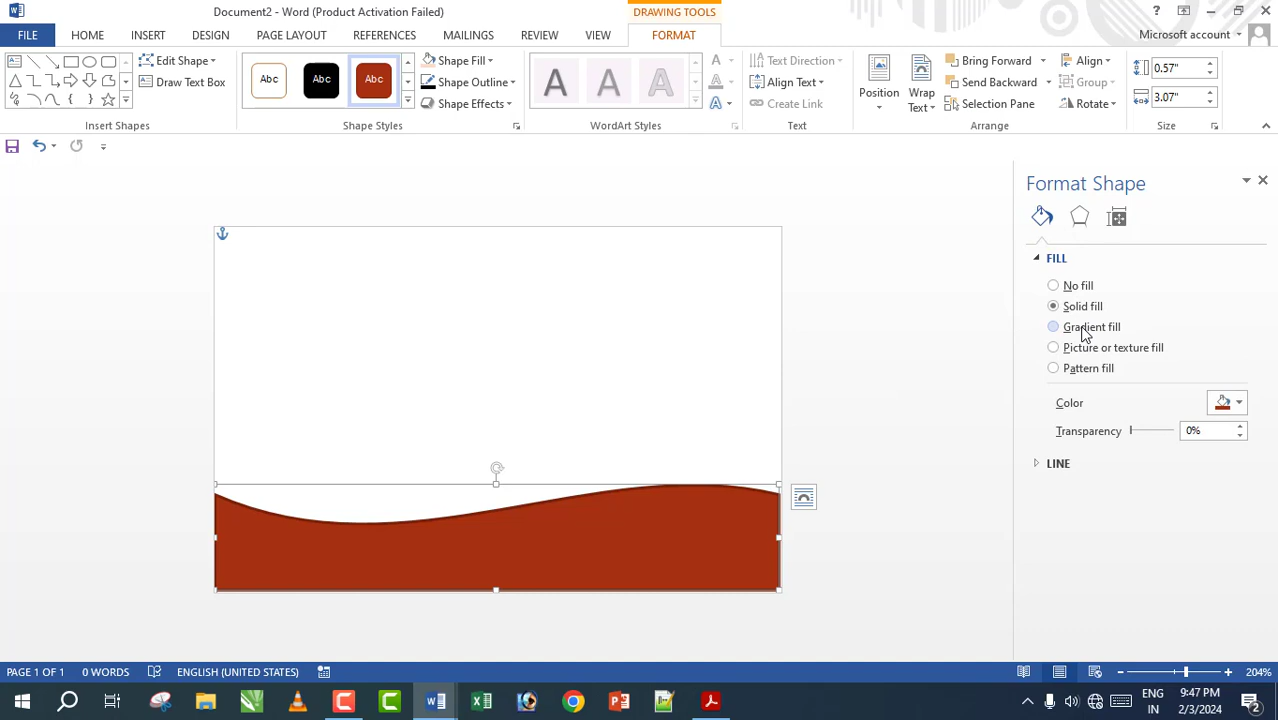 Document2 - Word (Product Activation Failed)
DRAWING TOOLS
?
FILE
HOME
INSERT
DESIGN
PAGE LAYOUT
REFERENCES
MAILINGS
REVIEW
VIEW
FORMAT
Microsoft account
Edit Shape
Draw Text Box
Insert Shapes
Abc
Abc
Abc
Shape Fill
Shape Outline
Shape Effects
Shape Styles
A
A
A
A
A
A
WordArt Styles
Text Direction
Align Text
Create Link
Text
Position
Wrap
Text
Bring Forward
Send Backward
Selection Pane
Align
Group
Rotate
Arrange
0.57"
3.07"
Size
Format Shape
FILL
No fill
Solid fill
Gradient fill
Picture or texture fill
Pattern fill
Color
Transparency
0%
LINE
PAGE 1 OF 1
0 WORDS
ENGLISH (UNITED STATES)
204%
ENG
IN
9:47 PM
2/3/2024
2